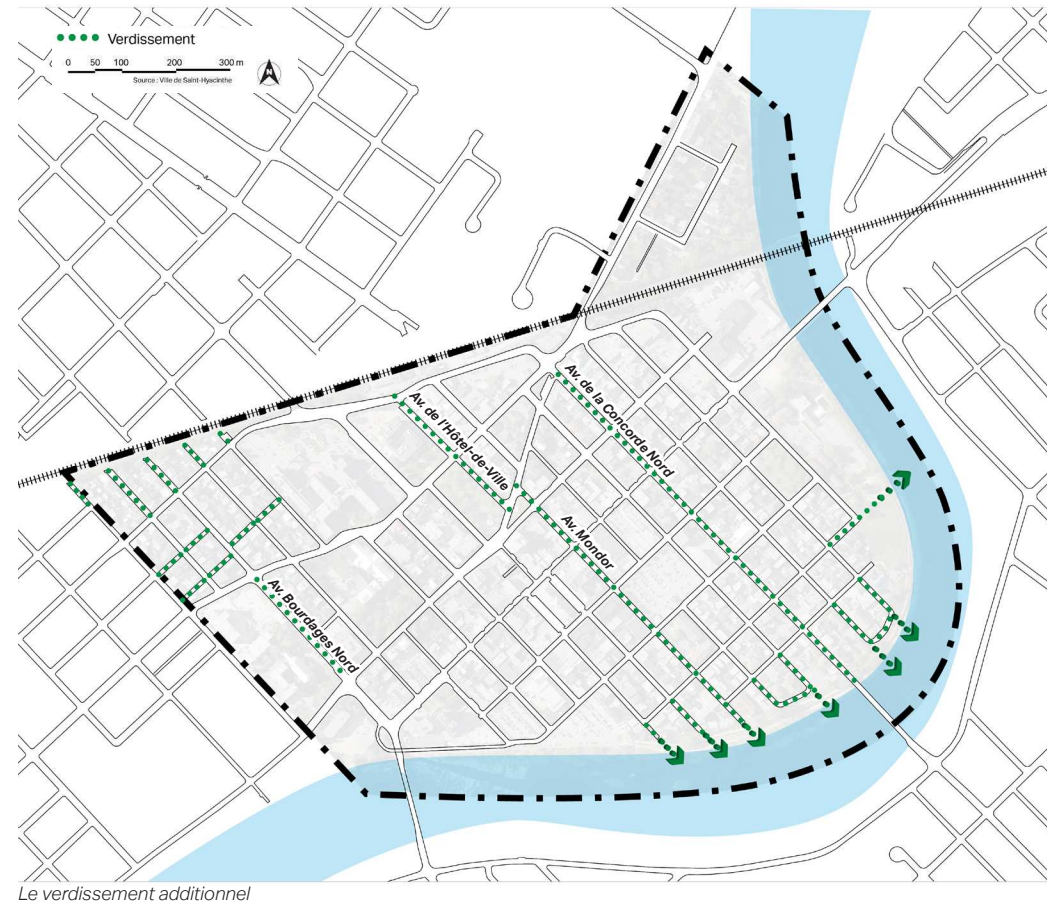 Verdissement
0 50 100 200 300 m
Source : Ville de Saint-Hyacinthe
N
Av. de la Concorde Nord
Av. de l'Hôtel-de-Ville
Av. Mondor
Av. Bourdages Nord
Le verdissement additionnel